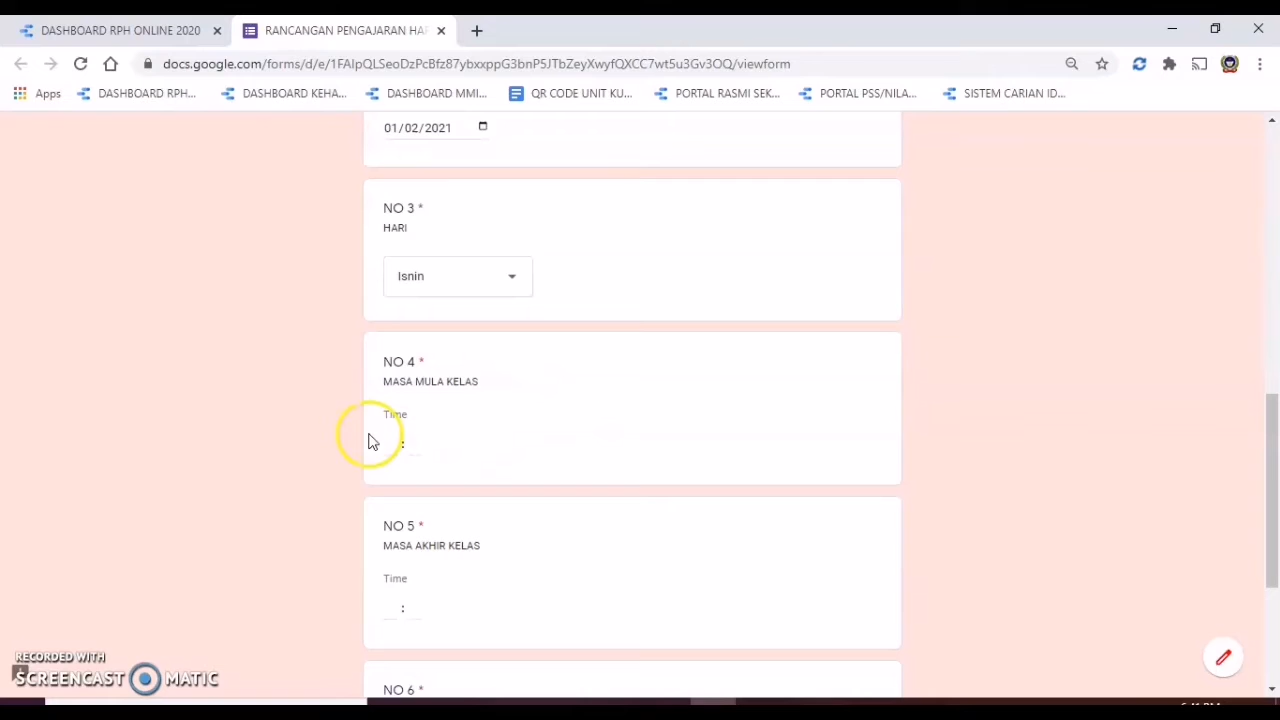 DASHBOARD RPH ONLINE 2020
RANCANGAN PENGAJARAN HAR
docs.google.com/forms/d/e/1FAIpQLSeoDzPcBfz87ybxxppG3bnP5JTbZeyXwyfQXCC7wt5u3Gv3OQ/viewform
Apps
DASHBOARD RPH...
DASHBOARD KEHA...
DASHBOARD MMI...
QR CODE UNIT KU...
PORTAL PASMI SEK...
PORTAL PSS/NILA...
SISTEM CARIAN ID...
01/02/2021
NO 3 *
HARI
Isnin
NO 4 *
MASA MULA KELAS
Time
:
NO 5 *
MASA AKHIR KELAS
Time
:
NO 6 *
RECORDED WITH
SCREENCAST MATIC